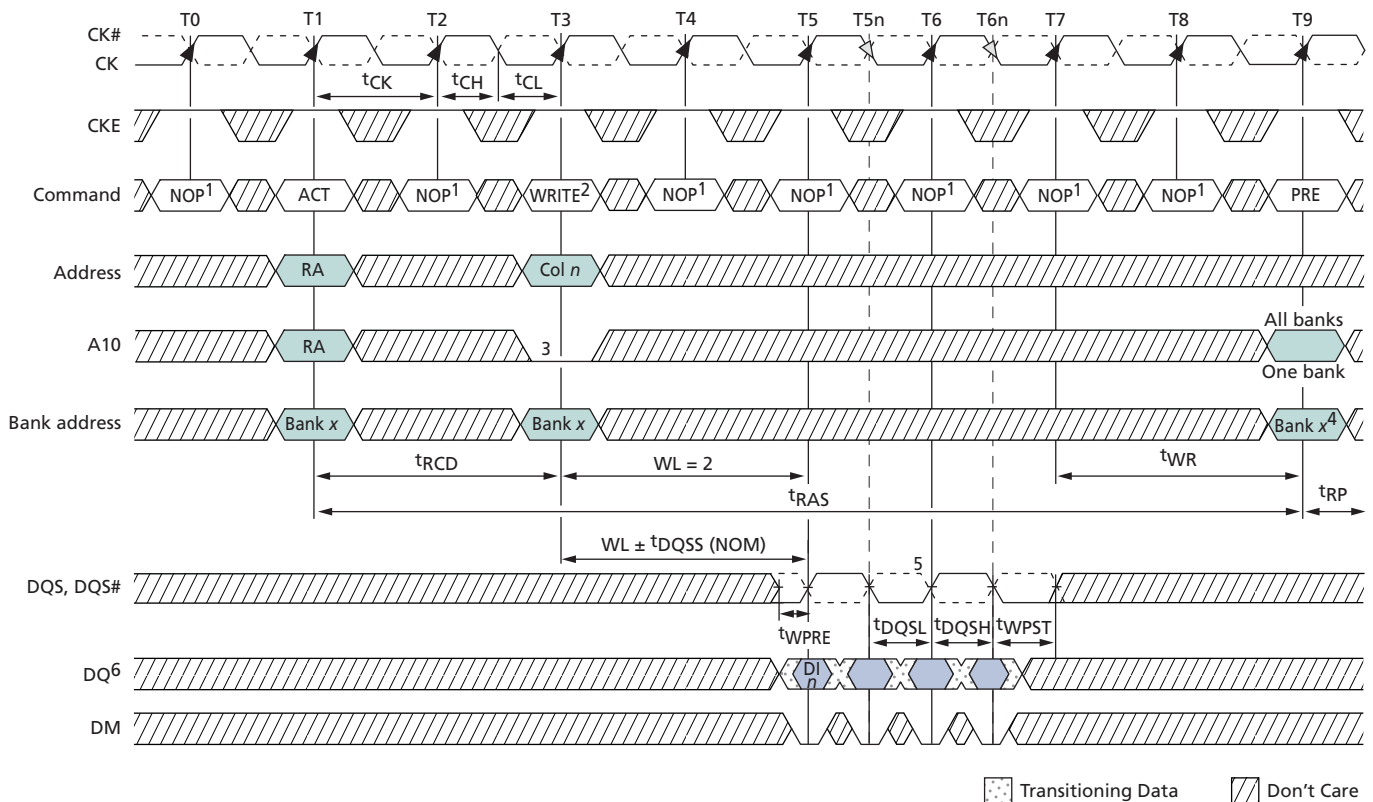 T0 T1 T2 T3 T4 T5 T5n T6 T6n T7 T8 T9
CK#
CK
tCK tCH tCL
CKE
Command NOP1 ACT NOP1 WRITE2 NOP1 NOP1 NOP1 NOP1 NOP1 PRE
Address RA Col n
All banks
A10 RA 3
One bank
Bank address Bank x Bank x Bank x4
tRCD WL = 2 tWR
tRAS tRP
WL ± tDQSS (NOM)
5
DQS, DQS#
tWPRE tDQSL tDQSH tWPST
DQ6 DI n
DM
Transitioning Data Don't Care